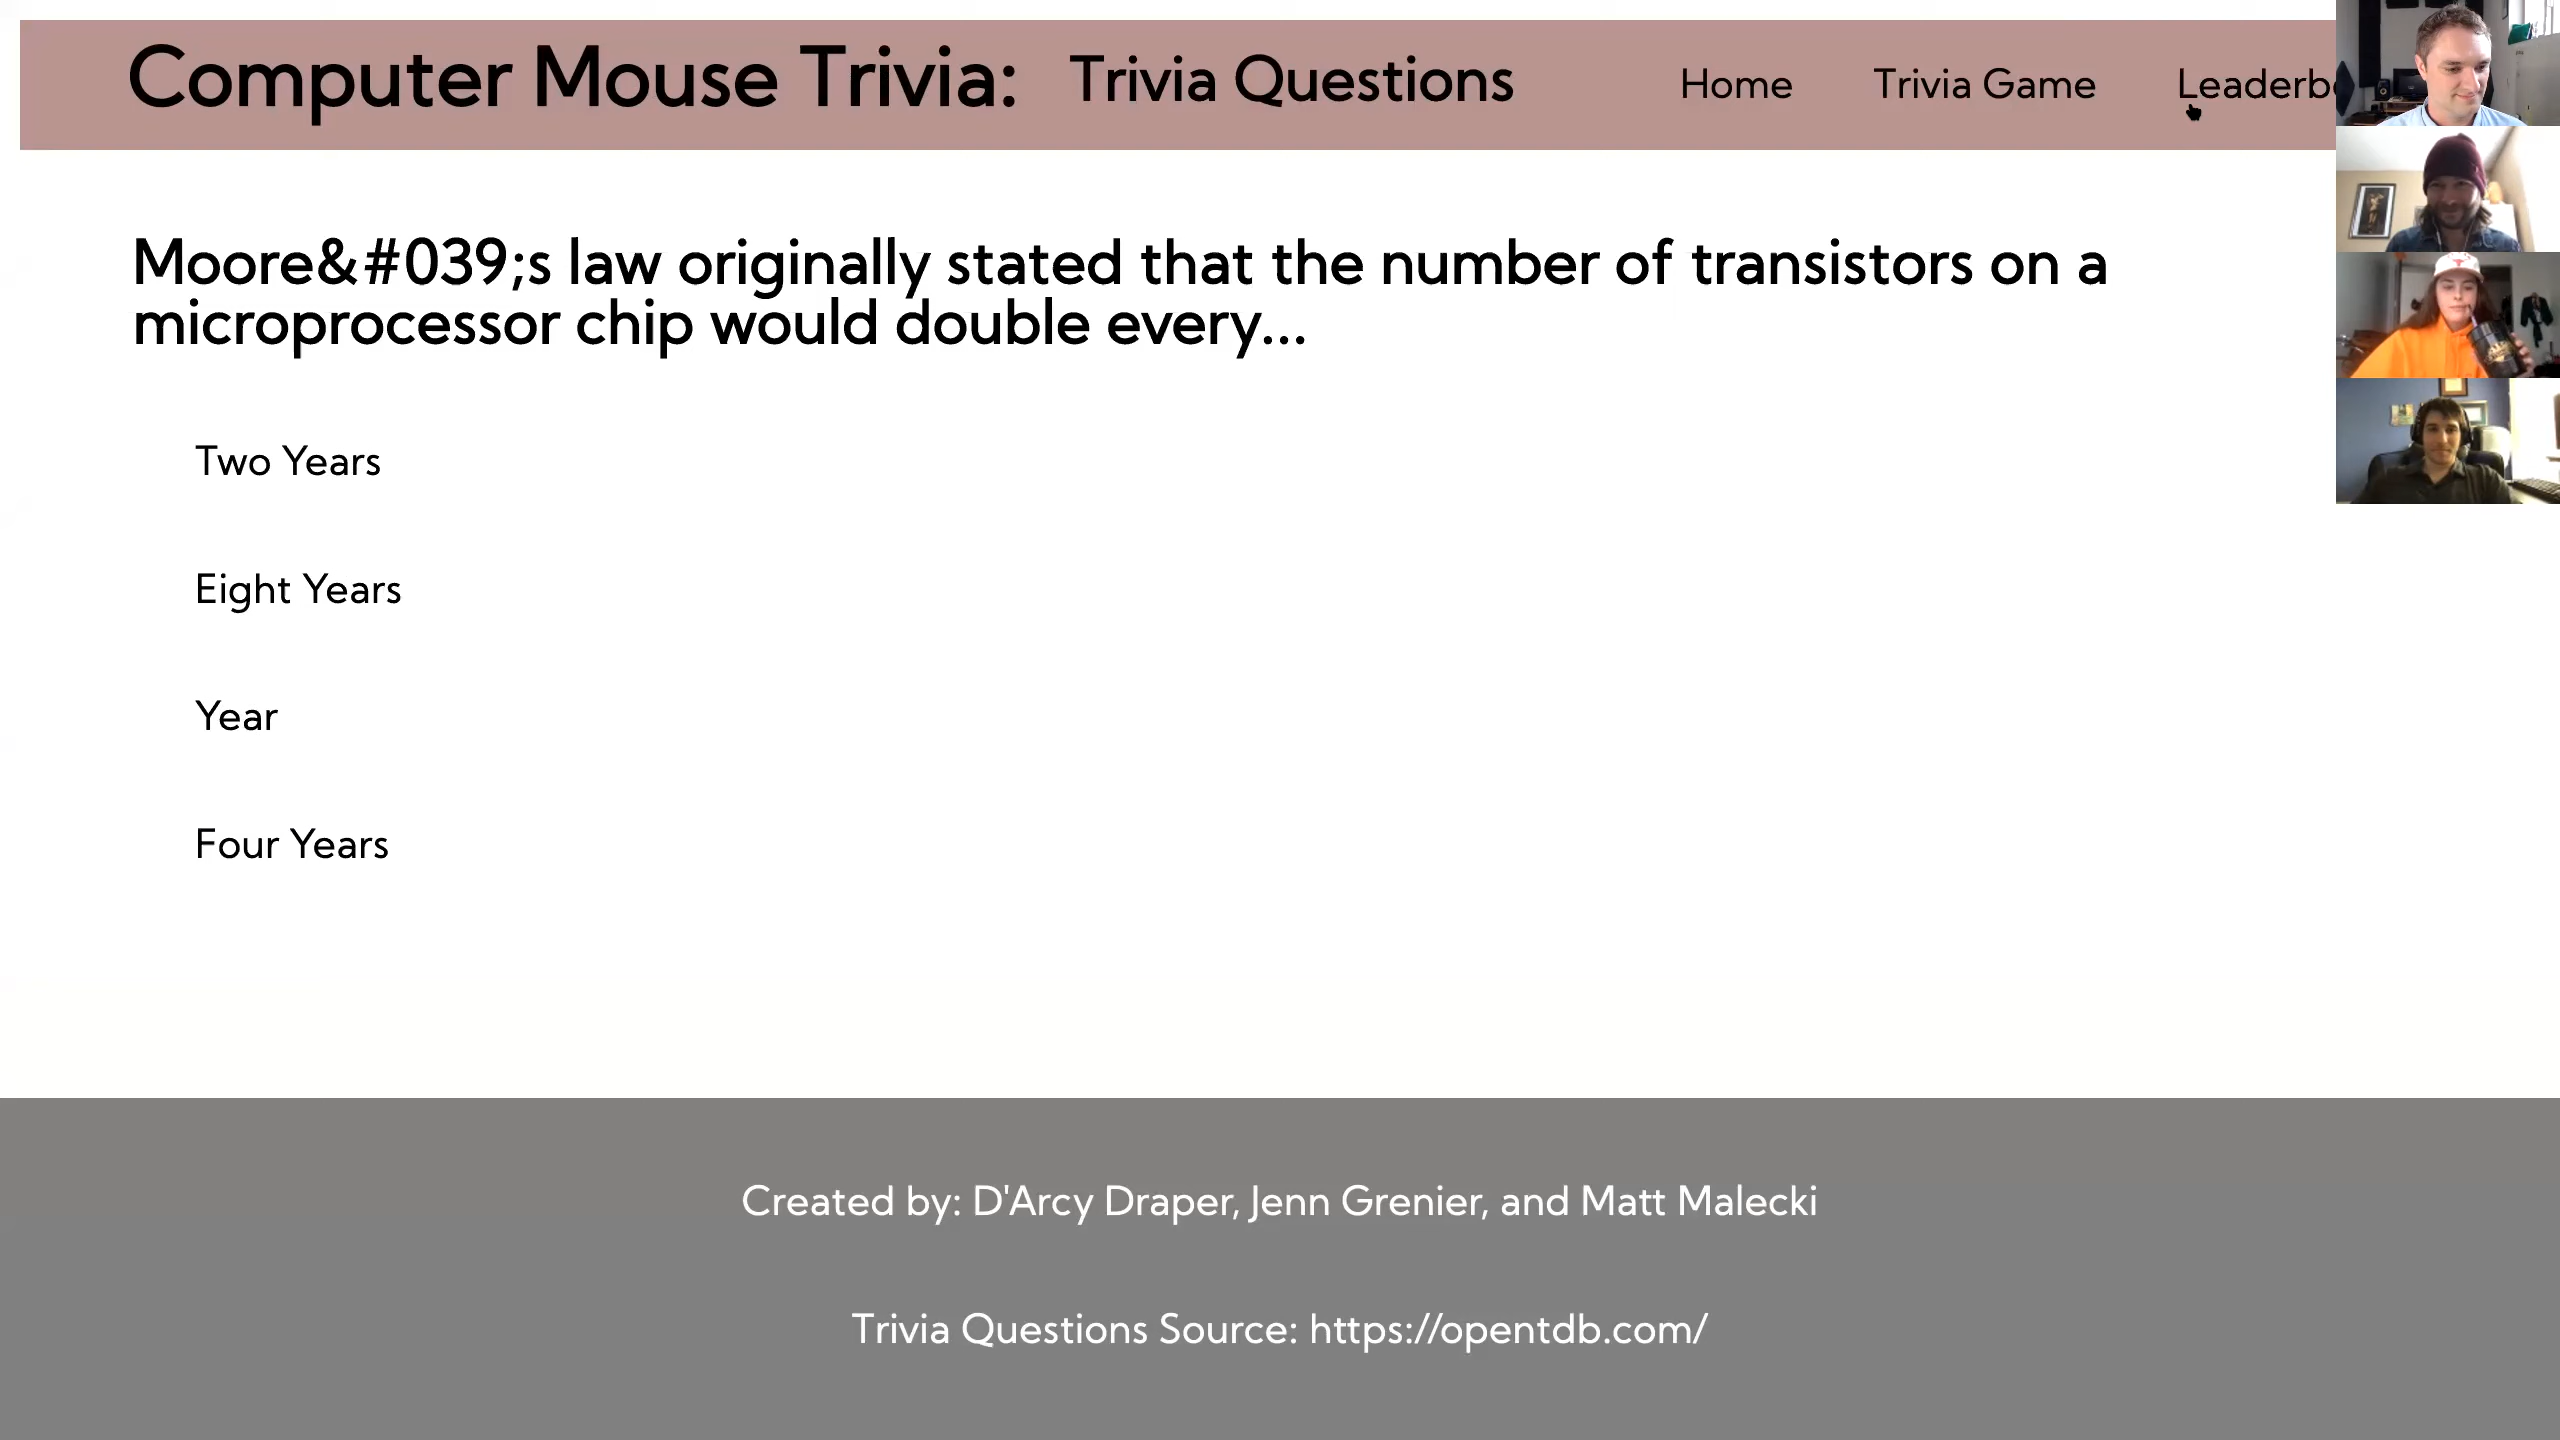 Computer Mouse Trivia: Trivia Questions Home Trivia Game Leaderbo
Moore&#039;s law originally stated that the number of transistors on a
microprocessor chip would double every...
Two Years
Eight Years
Year
Four Years
Created by: D'Arcy Draper, Jenn Grenier, and Matt Malecki
Trivia Questions Source: https://opentdb.com/